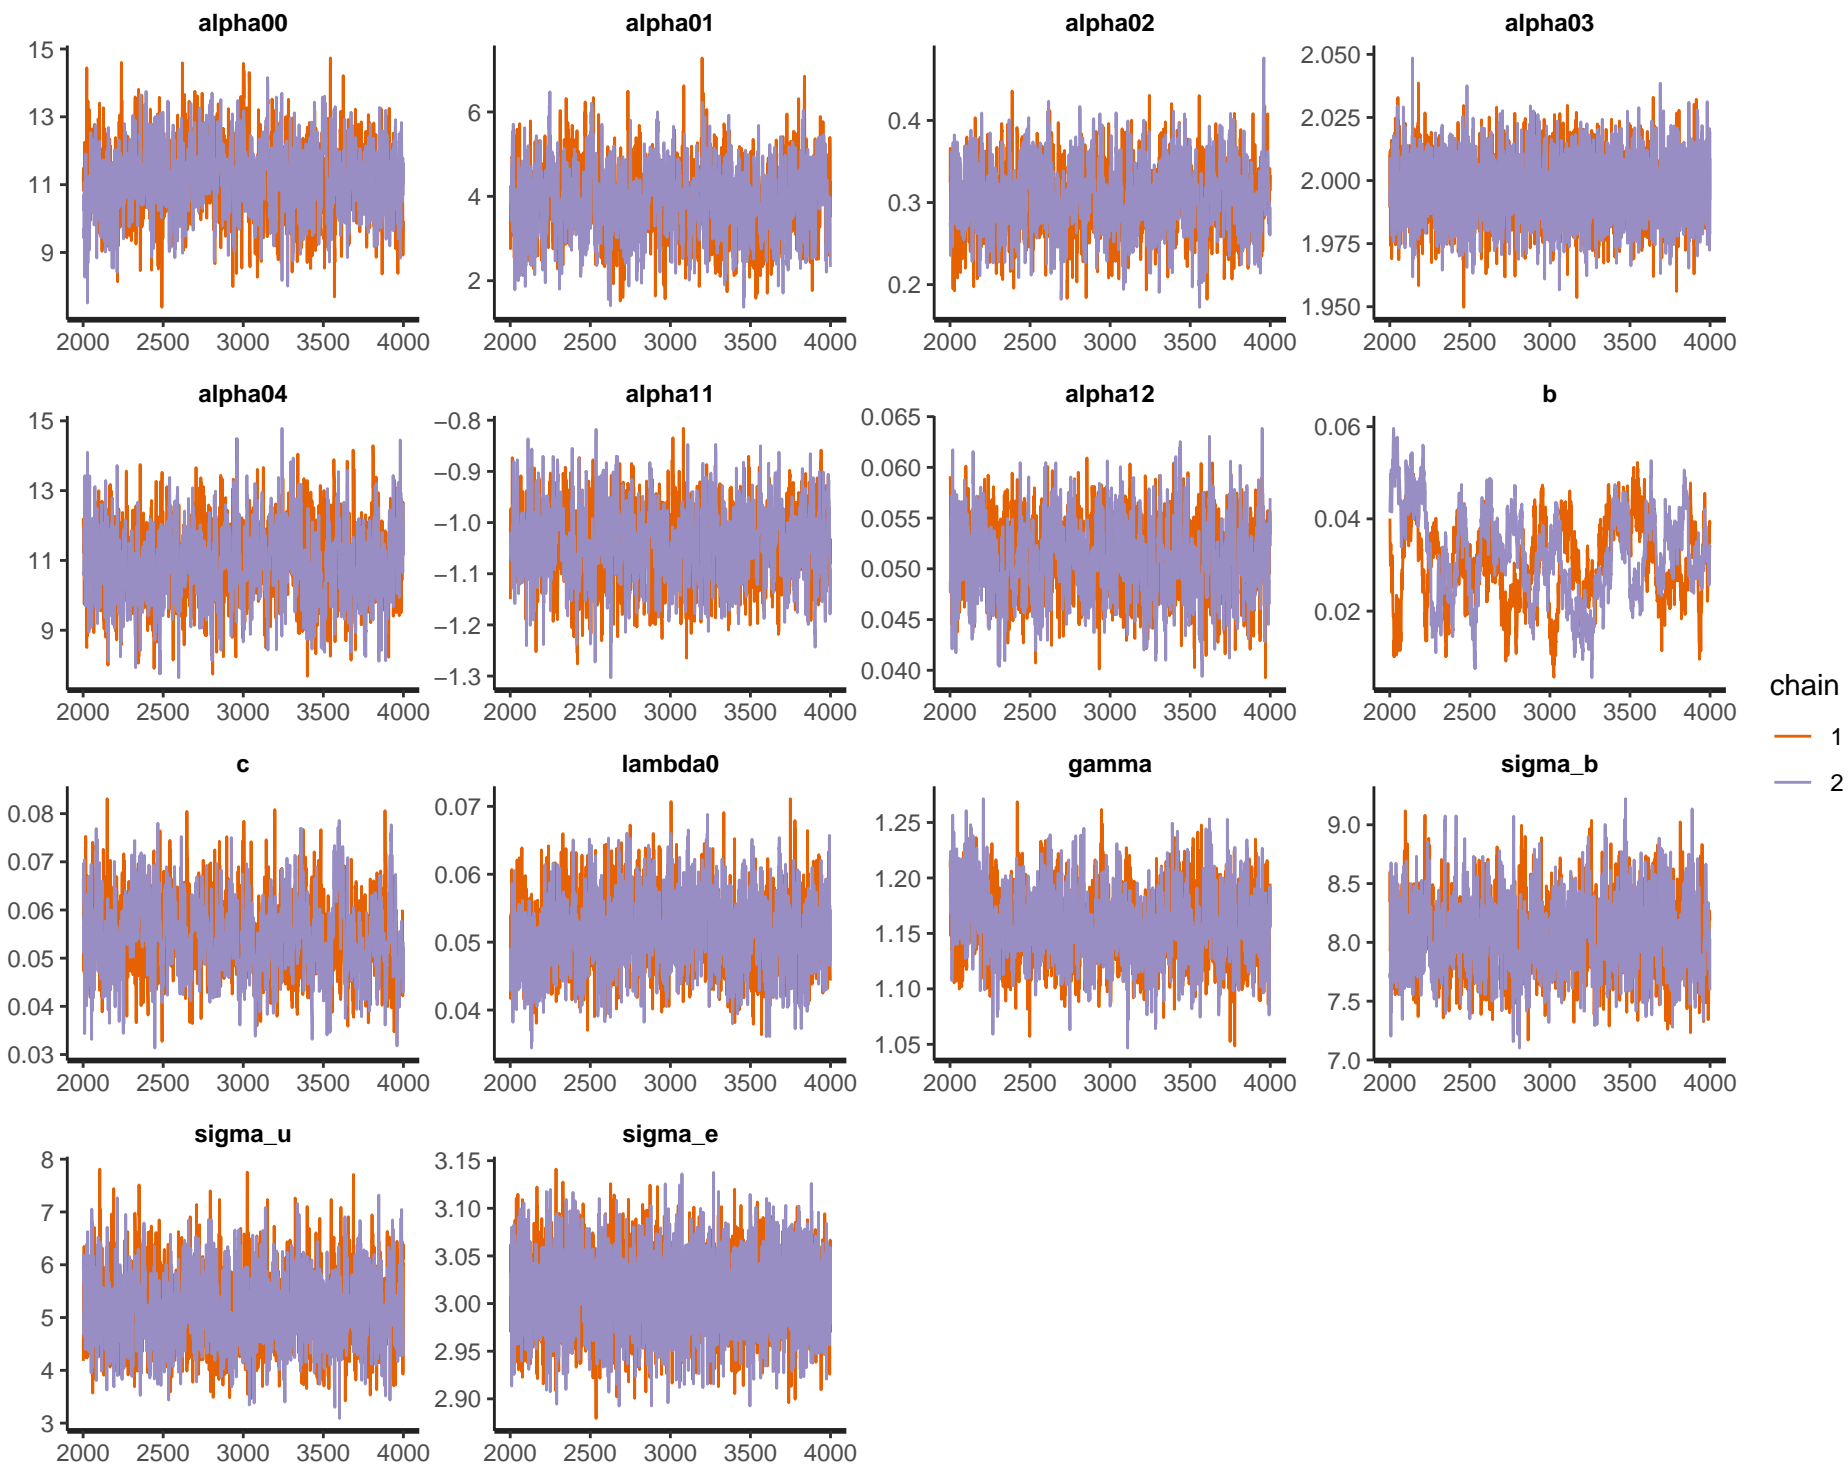 alpha00 alpha01 alpha02 alpha03
15 13 11 9
6 4 2
0.4 0.3 0.2
2.050 2.025 2.000 1.975 1.950
2000 2500 3000 3500 4000 2000 2500 3000 3500 4000 2000 2500 3000 3500 4000 2000 2500 3000 3500 4000
alpha04 alpha11 alpha12 b
15 13 11 9
−0.8 −0.9 −1.0 −1.1 −1.2 −1.3
0.065 0.060 0.055 0.050 0.045 0.040
0.06 0.04 0.02
2000 2500 3000 3500 4000 2000 2500 3000 3500 4000 2000 2500 3000 3500 4000 2000 2500 3000 3500 4000
c lambda0 gamma sigma_b
0.08 0.07 0.06 0.05 0.04 0.03
0.07 0.06 0.05 0.04
1.25 1.20 1.15 1.10 1.05
9.0 8.5 8.0 7.5 7.0
2000 2500 3000 3500 4000 2000 2500 3000 3500 4000 2000 2500 3000 3500 4000 2000 2500 3000 3500 4000
sigma_u sigma_e
8 7 6 5 4 3
3.15 3.10 3.05 3.00 2.95 2.90
2000 2500 3000 3500 4000 2000 2500 3000 3500 4000
chain
1
2